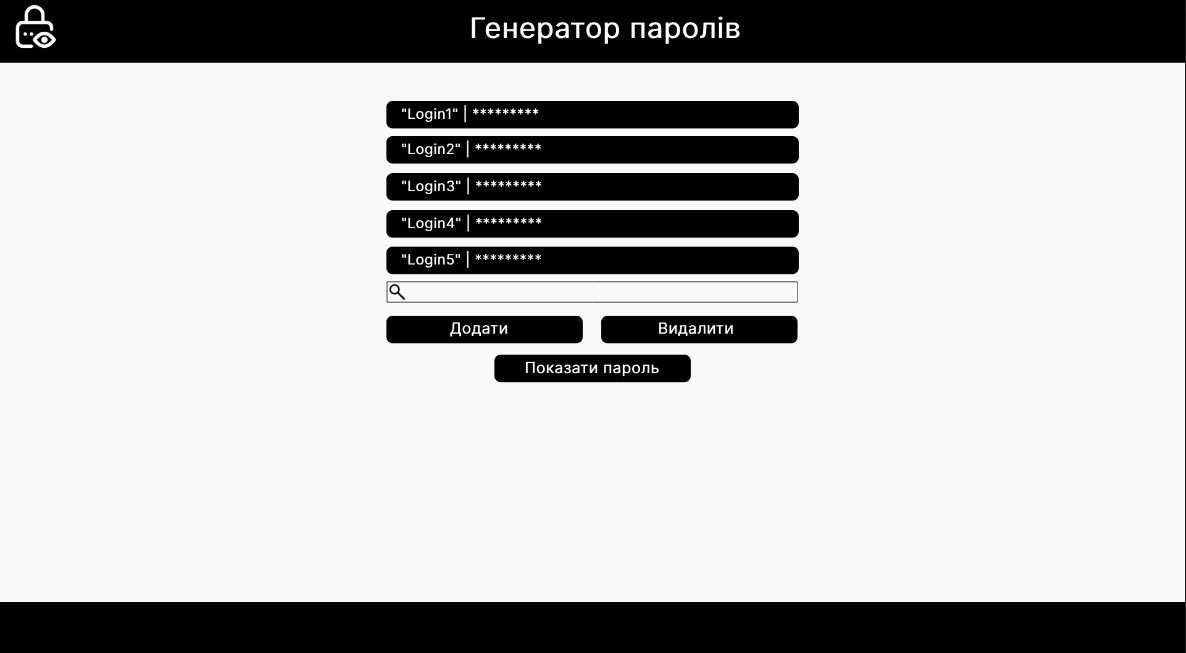 Генератор паролів
"Login1" | *********
"Login2" | *********
"Login3" | *********
"Login4" | *********
"Login5" | *********
Додати
Видалити
Показати пароль